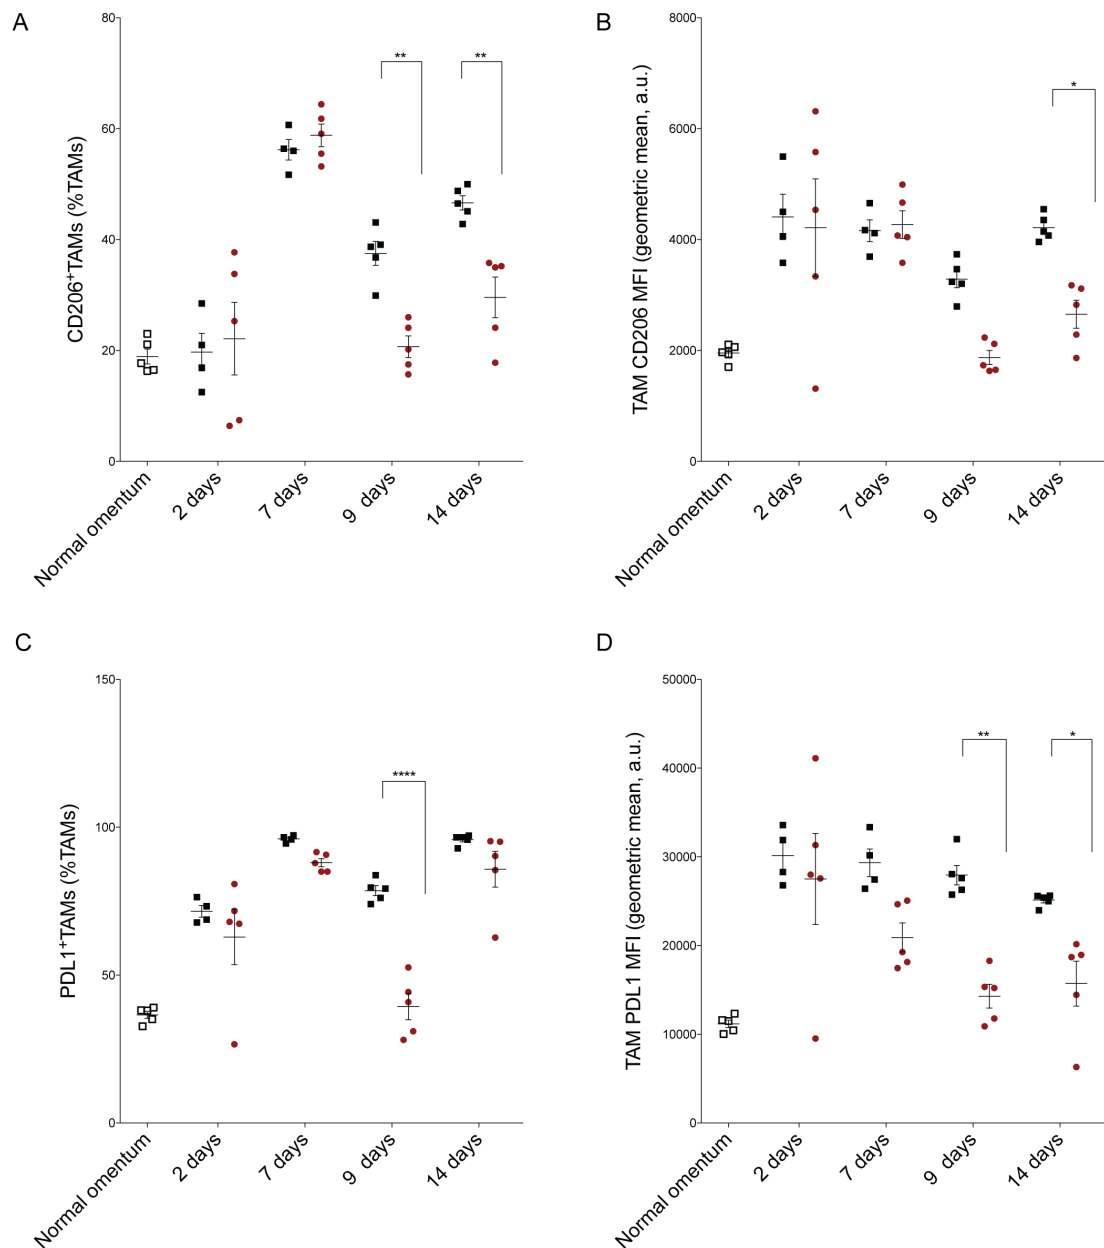 A
CD206⁺TAMs (%TAMs)
80
60
40
20
0
**
**
Normal omentum
2 days
7 days
9 days
14 days
B
TAM CD206 MFI (geometric mean, a.u.)
8000
6000
4000
2000
0
*
Normal omentum
2 days
7 days
9 days
14 days
C
PDL1⁺TAMs (%TAMs)
150
100
50
0
****
Normal omentum
2 days
7 days
9 days
14 days
D
TAM PDL1 MFI (geometric mean, a.u.)
50000
40000
30000
20000
10000
0
**
*
Normal omentum
2 days
7 days
9 days
14 days